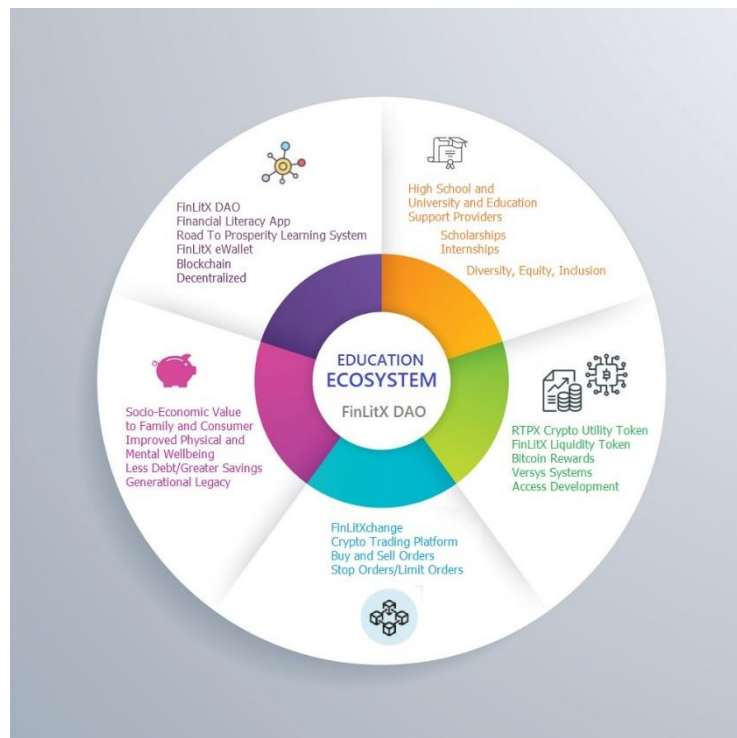 FinLitX DAO
Financial Literacy App
Road To Prosperity Learning System
FinLitX eWallet
Blockchain
Decentralized
High School and
University and Education
Support Providers
Scholarships
Internships
Diversity, Equity, Inclusion
EDUCATION
ECOSYSTEM
FinLitX DAO
Socio-Economic Value
to Family and Consumer
Improved Physical and
Mental Wellbeing
Less Debt/Greater Savings
Generational Legacy
RTPX Crypto Utility Token
FinLitX Liquidity Token
Bitcoin Rewards
Versys Systems
Access Development
FinLitXchange
Crypto Trading Platform
Buy and Sell Orders
Stop Orders/Limit Orders